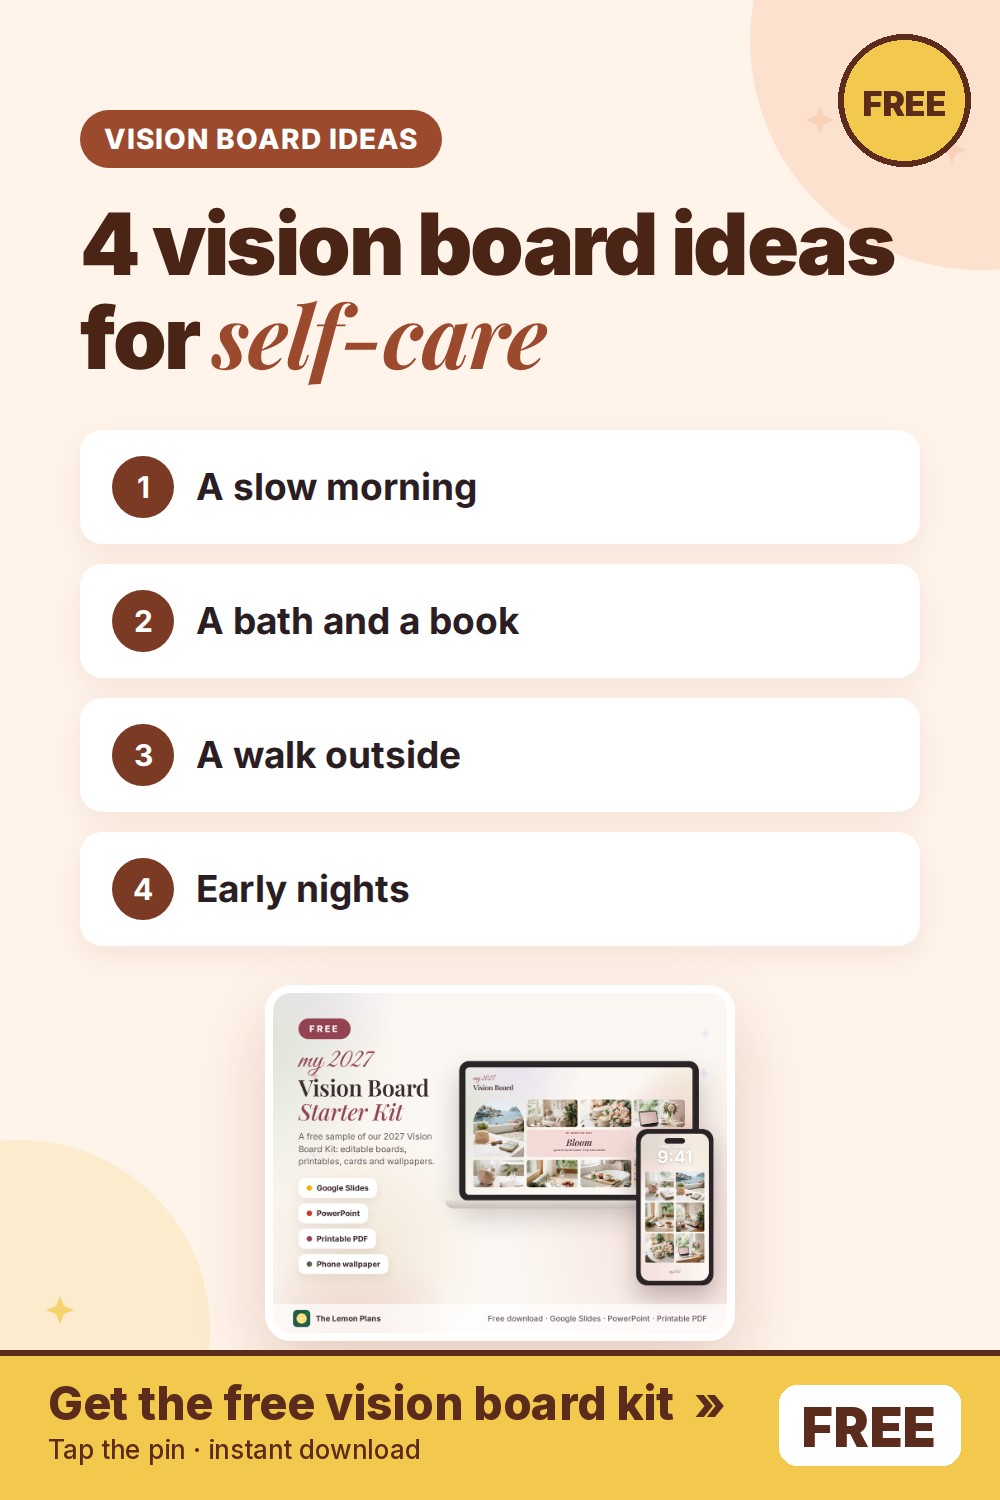 FREE
VISION BOARD IDEAS
4 vision board ideas
for self-care
1 A slow morning
2 A bath and a book
3 A walk outside
4 Early nights
FREE
my 2027
Vision Board
Starter Kit
A free sample of our 2027 Vision
Board Kit: editable boards,
printables, cards and wallpapers.
Google Slides
PowerPoint
Printable PDF
Phone wallpaper
my 2027
Vision Board
Bloom
9:41
The Lemon Plans
Free download · Google Slides · PowerPoint · Printable PDF
Get the free vision board kit »
Tap the pin · instant download
FREE